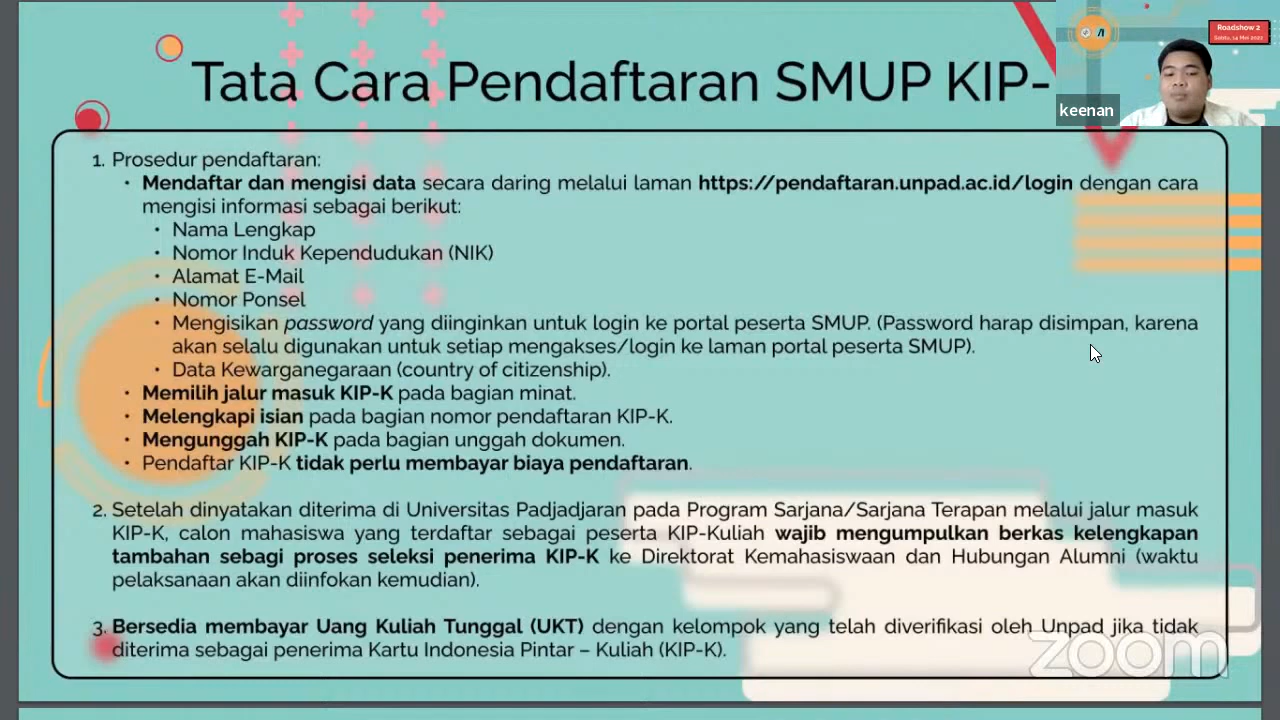 Tata Cara Pendaftaran SMUP KIP-
Roadshow 2
Sabtu, 14 Mei 2022
keenan
1. Prosedur pendaftaran:
• Mendaftar dan mengisi data secara daring melalui laman https://pendaftaran.unpad.ac.id/login dengan cara
mengisi informasi sebagai berikut:
• Nama Lengkap
• Nomor Induk Kependudukan (NIK)
• Alamat E-Mail
• Nomor Ponsel
• Mengisikan password yang diinginkan untuk login ke portal peserta SMUP. (Password harap disimpan, karena
akan selalu digunakan untuk setiap mengakses/login ke laman portal peserta SMUP).
• Data Kewarganegaraan (country of citizenship).
• Memilih jalur masuk KIP-K pada bagian minat.
• Melengkapi isian pada bagian nomor pendaftaran KIP-K.
• Mengunggah KIP-K pada bagian unggah dokumen.
• Pendaftar KIP-K tidak perlu membayar biaya pendaftaran.
2. Setelah dinyatakan diterima di Universitas Padjadjaran pada Program Sarjana/Sarjana Terapan melalui jalur masuk
KIP-K, calon mahasiswa yang terdaftar sebagai peserta KIP-Kuliah wajib mengumpulkan berkas kelengkapan
tambahan sebagi proses seleksi penerima KIP-K ke Direktorat Kemahasiswaan dan Hubungan Alumni (waktu
pelaksanaan akan diinfokan kemudian).
3. Bersedia membayar Uang Kuliah Tunggal (UKT) dengan kelompok yang telah diverifikasi oleh Unpad jika tidak
diterima sebagai penerima Kartu Indonesia Pintar – Kuliah (KIP-K).
zoom